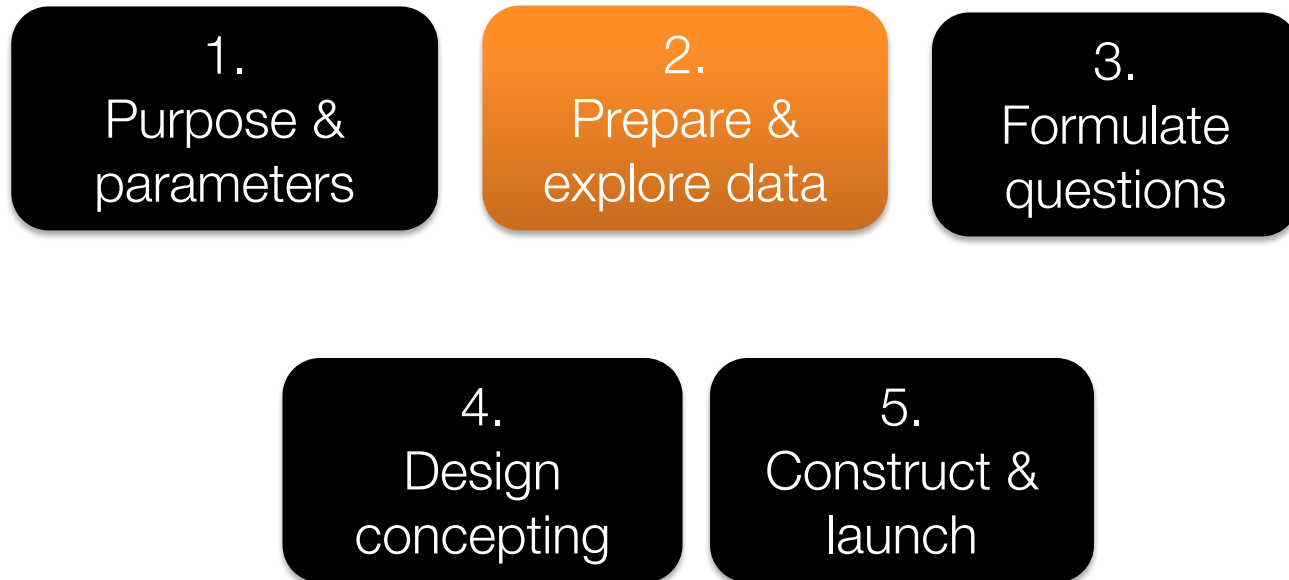 1.
Purpose &
parameters
2.
Prepare &
explore data
3.
Formulate
questions
4.
Design
concepting
5.
Construct &
launch